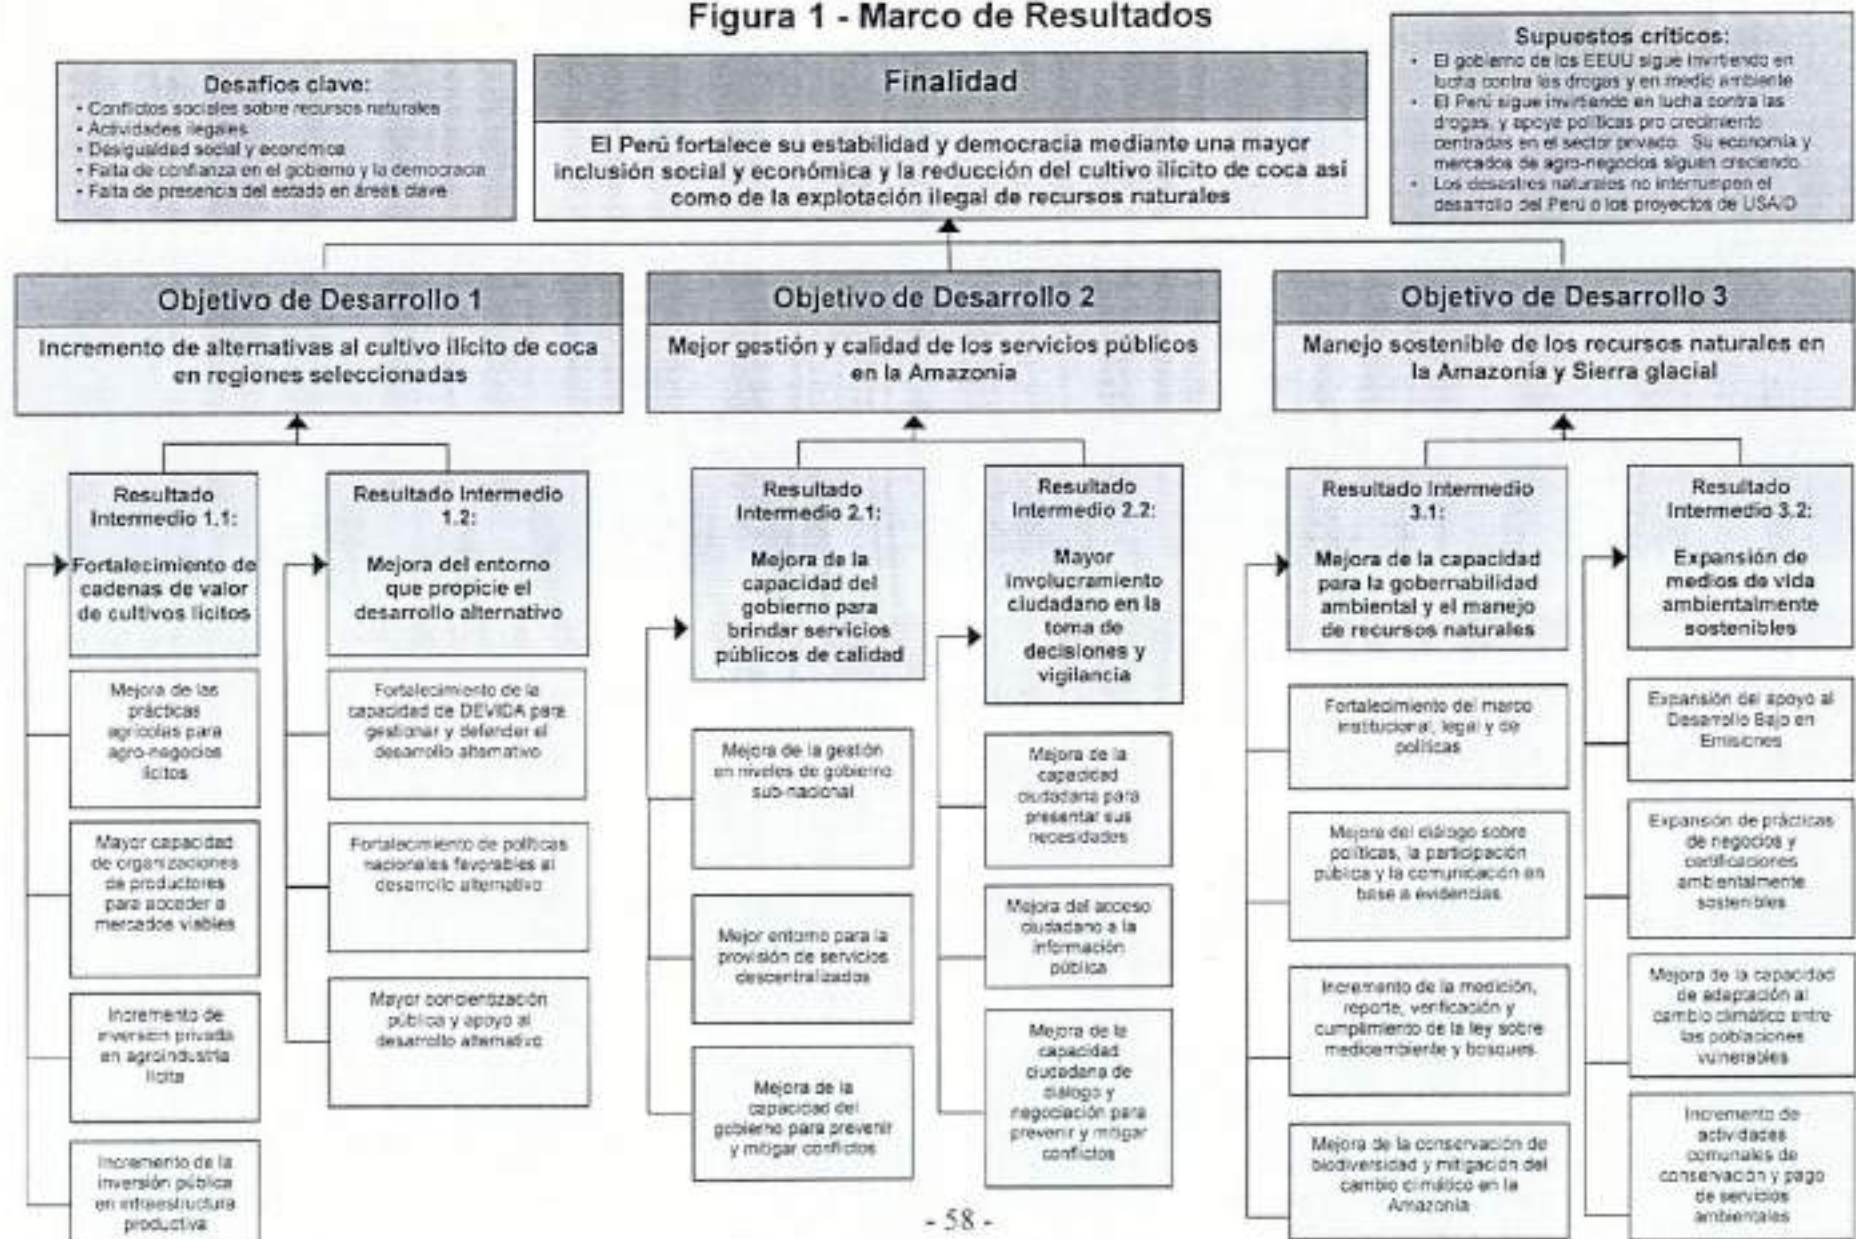 Figura 1 - Marco de Resultados
Desafíos clave:
• Conflictos sociales sobre recursos naturales
• Actividades ilegales
• Desigualdad social y económica
• Falta de confianza en el gobierno y la democracia
• Falta de presencia del estado en áreas clave
Finalidad
El Perú fortalece su estabilidad y democracia mediante una mayor
inclusión social y económica y la reducción del cultivo ilícito de coca así
como de la explotación ilegal de recursos naturales
Supuestos críticos:
• El gobierno de los EEUU sigue invirtiendo en
lucha contra las drogas y en medio ambiente
• El Perú sigue invirtiendo en lucha contra las
drogas, y apoya políticas pro crecimiento
centradas en el sector privado. Su economía y
mercados de agro-negocios siguen creciendo
• Los desastres naturales no interrumpen el
desarrollo del Perú o los proyectos de USAID
Objetivo de Desarrollo 1
Incremento de alternativas al cultivo ilícito de coca
en regiones seleccionadas
Objetivo de Desarrollo 2
Mejor gestión y calidad de los servicios públicos
en la Amazonía
Objetivo de Desarrollo 3
Manejo sostenible de los recursos naturales en
la Amazonía y Sierra glacial
Resultado
Intermedio 1.1:
Fortalecimiento de
cadenas de valor
de cultivos lícitos
Mejora de las
prácticas
agrícolas para
agro-negocios
lícitos
Mayor capacidad
de organizaciones
de productores
para acceder a
mercados viables
Incremento de
inversión privada
en agroindustria
lícita
Incremento de la
inversión pública
en infraestructura
productiva
Resultado Intermedio
1.2:
Mejora del entorno
que propicie el
desarrollo alternativo
Fortalecimiento de la
capacidad de DEVIDA para
gestionar y defender el
desarrollo alternativo
Fortalecimiento de políticas
nacionales favorables al
desarrollo alternativo
Mayor concientización
pública y apoyo al
desarrollo alternativo
Resultado
Intermedio 2.1:
Mejora de la
capacidad del
gobierno para
brindar servicios
públicos de calidad
Mejora de la gestión
en niveles de gobierno
sub-nacional
Mejor entorno para la
provisión de servicios
descentralizados
Mejora de la
capacidad del
gobierno para prevenir
y mitigar conflictos
Resultado
Intermedio 2.2:
Mayor
involucramiento
ciudadano en la
toma de
decisiones y
vigilancia
Mejora de la
capacidad
ciudadana para
presentar sus
necesidades
Mejora del acceso
ciudadano a la
información
pública
Mejora de la
capacidad
ciudadana de
diálogo y
negociación para
prevenir y mitigar
conflictos
Resultado Intermedio
3.1:
Mejora de la capacidad
para la gobernabilidad
ambiental y el manejo
de recursos naturales
Fortalecimiento del marco
institucional, legal y de
políticas
Mejora del diálogo sobre
políticas, la participación
pública y la comunicación en
base a evidencias
Incremento de la medición,
reporte, verificación y
cumplimiento de la ley sobre
medioambiente y bosques
Mejora de la conservación de
biodiversidad y mitigación del
cambio climático en la
Amazonía
Resultado
Intermedio 3.2:
Expansión de
medios de vida
ambientalmente
sostenibles
Expansión del apoyo al
Desarrollo Bajo en
Emisiones
Expansión de prácticas
de negocios y
certificaciones
ambientalmente
sostenibles
Mejora de la capacidad
de adaptación al
cambio climático entre
las poblaciones
vulnerables
Incremento de
actividades
comunales de
conservación y pago
de servicios
ambientales
- 58 -